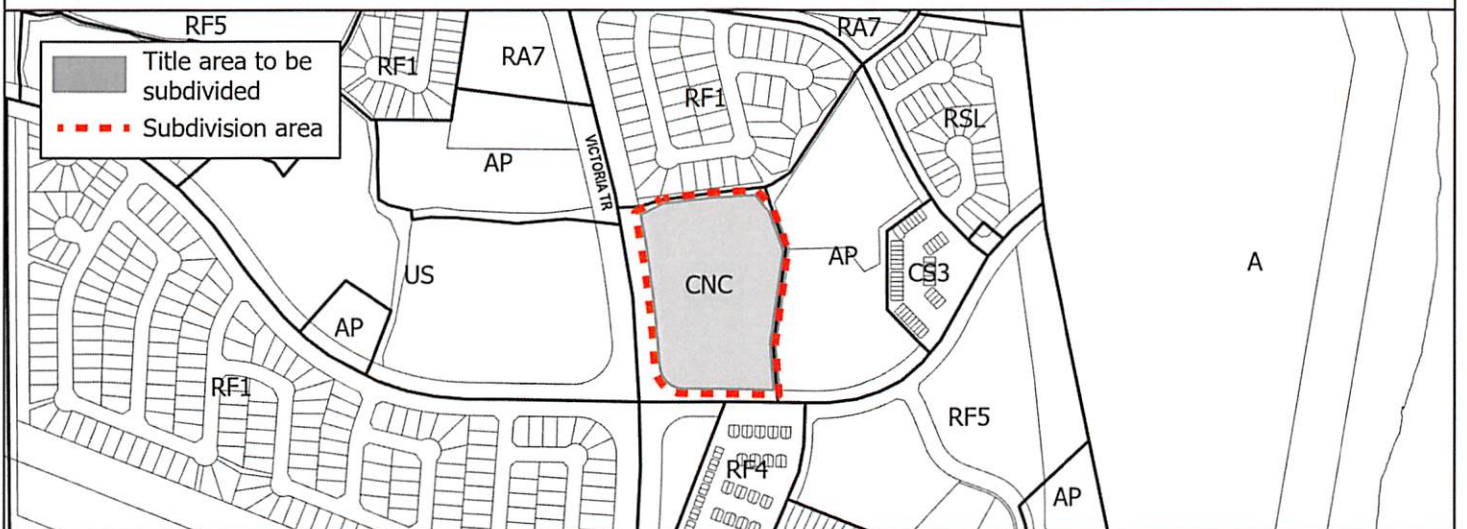 RF5
RA7
Title area to be
subdivided
Subdivision area
RF1
RA7
RF1
RSL
VICTORIA TR
AP
US
CNC
AP
CS3
A
AP
RF1
RF5
RF4
AP